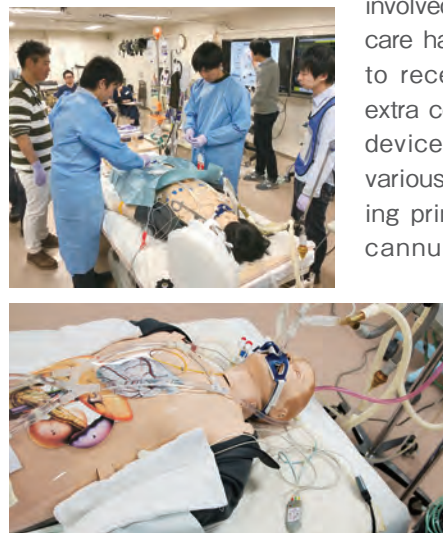 involved
care ha
to rece
extra c
device
various
ing prin
cannu